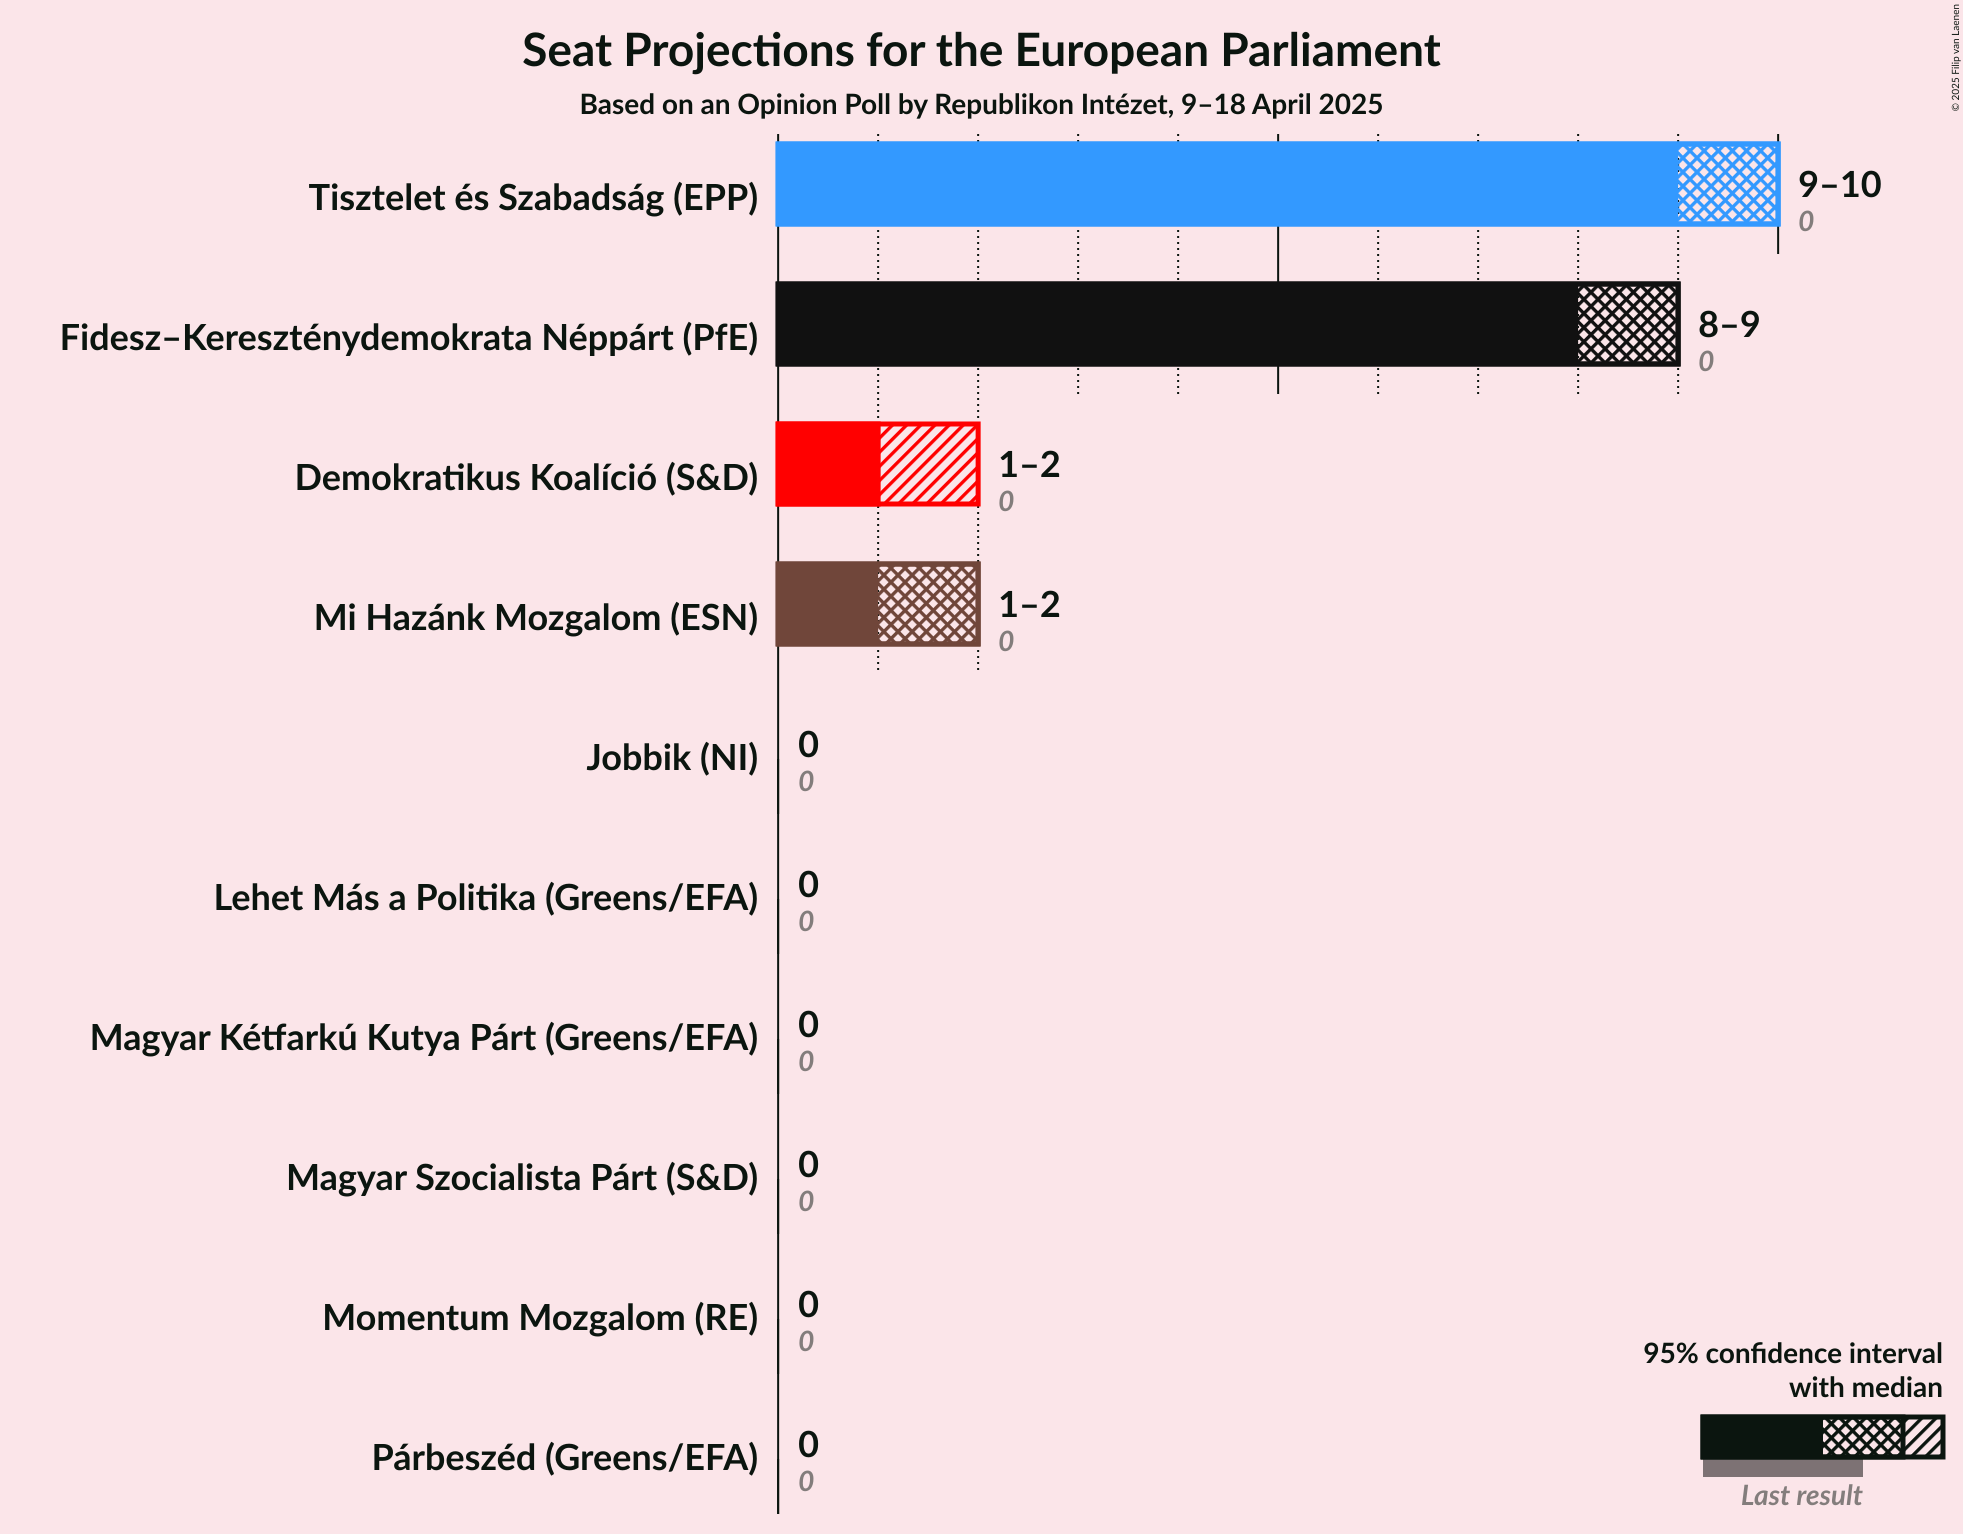 Seat Projections for the European Parliament
Based on an Opinion Poll by Republikon Intézet, 9–18 April 2025
© 2025 Filip van Laenen
Tisztelet és Szabadság (EPP)
9–10
0
Fidesz–Kereszténydemokrata Néppárt (PfE)
8–9
0
Demokratikus Koalíció (S&D)
1–2
0
Mi Hazánk Mozgalom (ESN)
1–2
0
Jobbik (NI)
0
0
Lehet Más a Politika (Greens/EFA)
0
0
Magyar Kétfarkú Kutya Párt (Greens/EFA)
0
0
Magyar Szocialista Párt (S&D)
0
0
Momentum Mozgalom (RE)
0
0
Párbeszéd (Greens/EFA)
0
0
95% confidence interval
with median
Last result